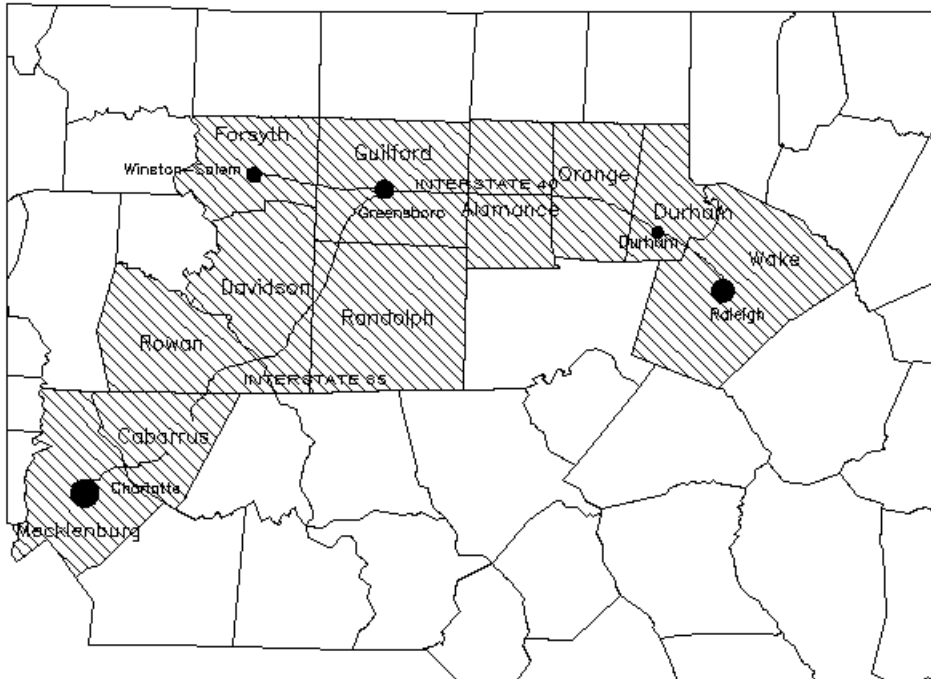 Forsyth
Guilford
Winston-Salem
Orange
INTERSTATE 40
Greensboro
Alamance
Durham
Durham
Wake
Davidson
Randolph
Raleigh
Rowan
INTERSTATE 85
Cabarrus
Charlotte
Mecklenburg